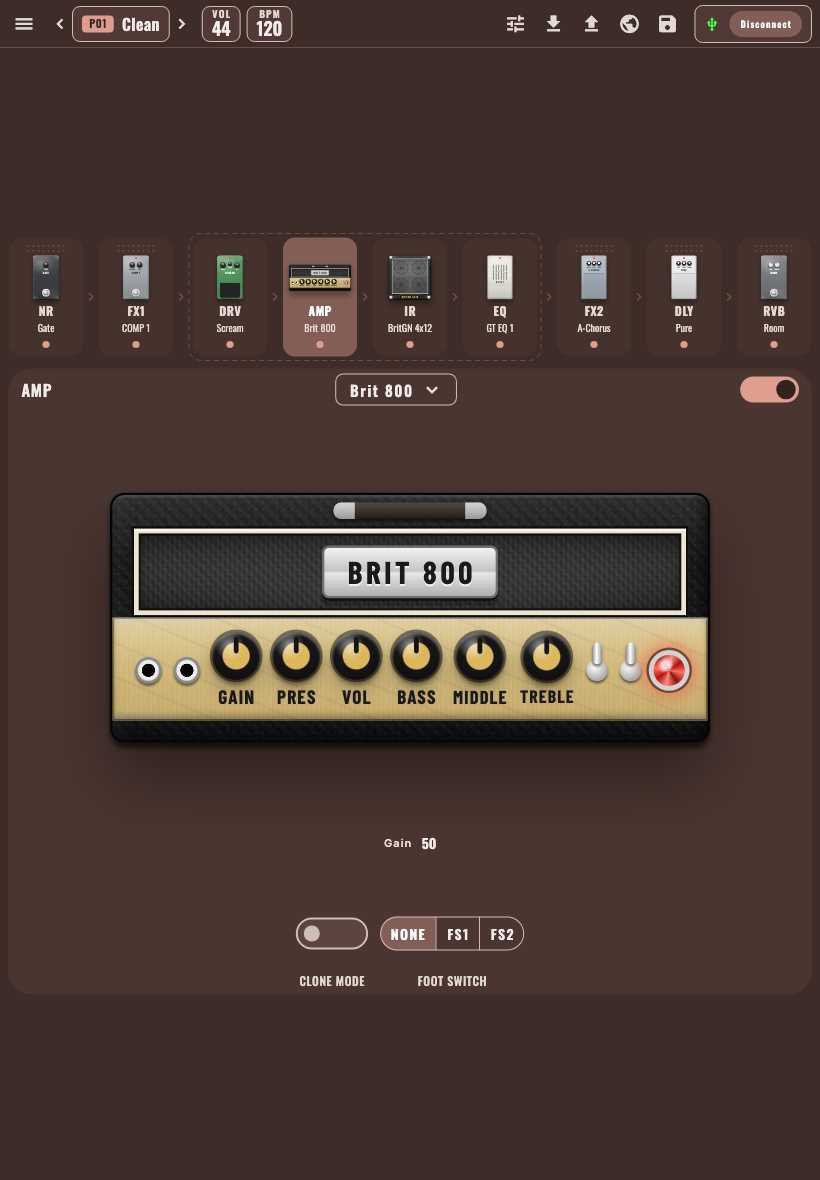 P01 Clean
VOL
44
BPM
120
Disconnect
NR
Gate
FX1
COMP 1
DRV
Scream
AMP
Brit 800
IR
BritGN 4x12
EQ
GT EQ 1
FX2
A-Chorus
DLY
Pure
RVB
Room
AMP
Brit 800
BRIT 800
GAIN PRES VOL BASS MIDDLE TREBLE
Gain 50
NONE FS1 FS2
CLONE MODE FOOT SWITCH